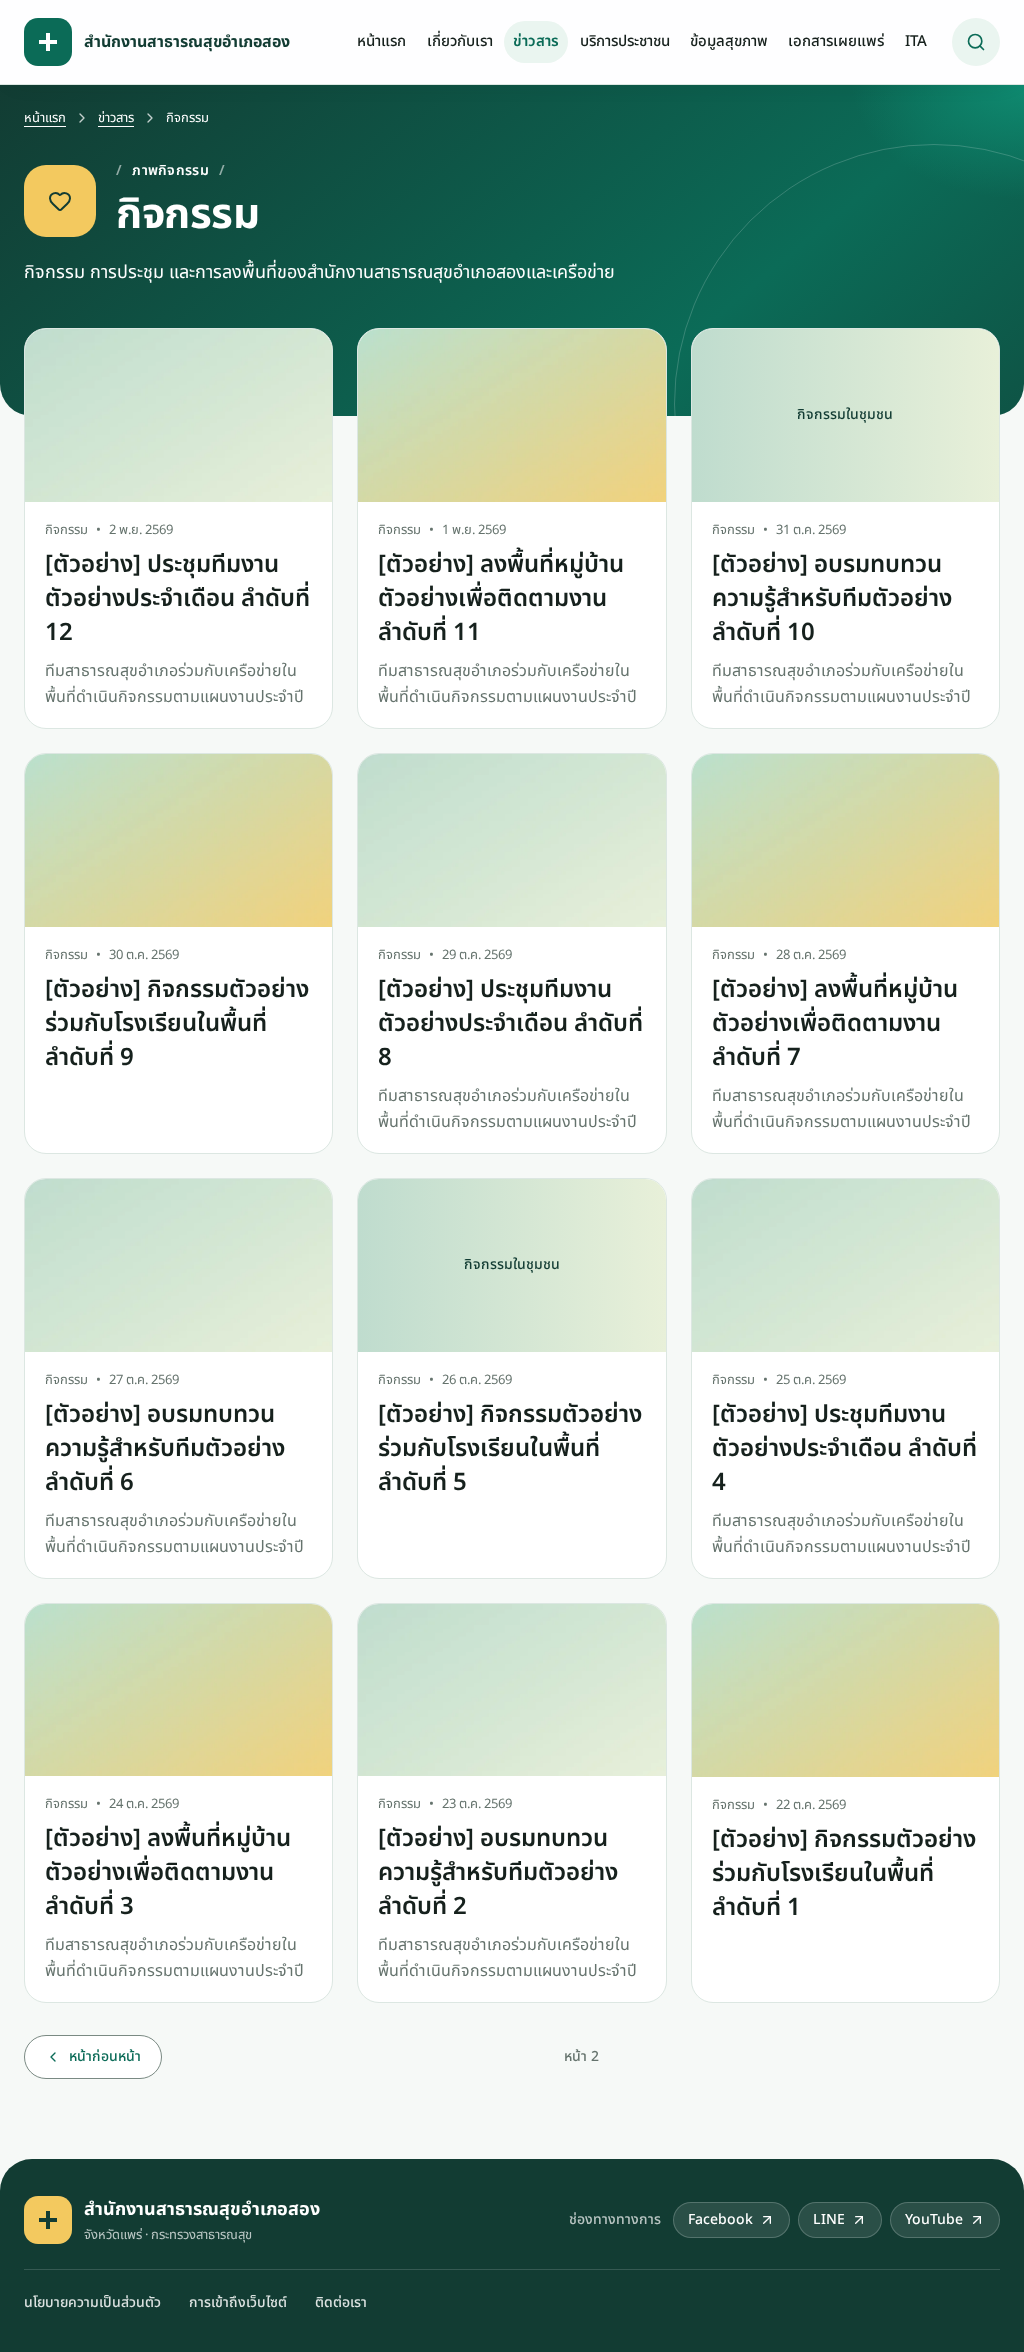 สำนักงานสาธารณสุขอำเภอสอง
หน้าแรก เกี่ยวกับเรา ข่าวสาร บริการประชาชน ข้อมูลสุขภาพ เอกสารเผยแพร่ ITA
หน้าแรก ข่าวสาร กิจกรรม
/ ภาพกิจกรรม /
กิจกรรม
กิจกรรม การประชุม และการลงพื้นที่ของสำนักงานสาธารณสุขอำเภอสองและเครือข่าย
กิจกรรม • 2 พ.ย. 2569
[ตัวอย่าง] ประชุมทีมงาน
ตัวอย่างประจำเดือน ลำดับที่
12
ทีมสาธารณสุขอำเภอร่วมกับเครือข่ายใน
พื้นที่ดำเนินกิจกรรมตามแผนงานประจำปี
กิจกรรม • 1 พ.ย. 2569
[ตัวอย่าง] ลงพื้นที่หมู่บ้าน
ตัวอย่างเพื่อติดตามงาน
ลำดับที่ 11
ทีมสาธารณสุขอำเภอร่วมกับเครือข่ายใน
พื้นที่ดำเนินกิจกรรมตามแผนงานประจำปี
กิจกรรมในชุมชน
กิจกรรม • 31 ต.ค. 2569
[ตัวอย่าง] อบรมทบทวน
ความรู้สำหรับทีมตัวอย่าง
ลำดับที่ 10
ทีมสาธารณสุขอำเภอร่วมกับเครือข่ายใน
พื้นที่ดำเนินกิจกรรมตามแผนงานประจำปี
กิจกรรม • 30 ต.ค. 2569
[ตัวอย่าง] กิจกรรมตัวอย่าง
ร่วมกับโรงเรียนในพื้นที่
ลำดับที่ 9
กิจกรรม • 29 ต.ค. 2569
[ตัวอย่าง] ประชุมทีมงาน
ตัวอย่างประจำเดือน ลำดับที่
8
ทีมสาธารณสุขอำเภอร่วมกับเครือข่ายใน
พื้นที่ดำเนินกิจกรรมตามแผนงานประจำปี
กิจกรรม • 28 ต.ค. 2569
[ตัวอย่าง] ลงพื้นที่หมู่บ้าน
ตัวอย่างเพื่อติดตามงาน
ลำดับที่ 7
ทีมสาธารณสุขอำเภอร่วมกับเครือข่ายใน
พื้นที่ดำเนินกิจกรรมตามแผนงานประจำปี
กิจกรรม • 27 ต.ค. 2569
[ตัวอย่าง] อบรมทบทวน
ความรู้สำหรับทีมตัวอย่าง
ลำดับที่ 6
ทีมสาธารณสุขอำเภอร่วมกับเครือข่ายใน
พื้นที่ดำเนินกิจกรรมตามแผนงานประจำปี
กิจกรรมในชุมชน
กิจกรรม • 26 ต.ค. 2569
[ตัวอย่าง] กิจกรรมตัวอย่าง
ร่วมกับโรงเรียนในพื้นที่
ลำดับที่ 5
กิจกรรม • 25 ต.ค. 2569
[ตัวอย่าง] ประชุมทีมงาน
ตัวอย่างประจำเดือน ลำดับที่
4
ทีมสาธารณสุขอำเภอร่วมกับเครือข่ายใน
พื้นที่ดำเนินกิจกรรมตามแผนงานประจำปี
กิจกรรม • 24 ต.ค. 2569
[ตัวอย่าง] ลงพื้นที่หมู่บ้าน
ตัวอย่างเพื่อติดตามงาน
ลำดับที่ 3
ทีมสาธารณสุขอำเภอร่วมกับเครือข่ายใน
พื้นที่ดำเนินกิจกรรมตามแผนงานประจำปี
กิจกรรม • 23 ต.ค. 2569
[ตัวอย่าง] อบรมทบทวน
ความรู้สำหรับทีมตัวอย่าง
ลำดับที่ 2
ทีมสาธารณสุขอำเภอร่วมกับเครือข่ายใน
พื้นที่ดำเนินกิจกรรมตามแผนงานประจำปี
กิจกรรม • 22 ต.ค. 2569
[ตัวอย่าง] กิจกรรมตัวอย่าง
ร่วมกับโรงเรียนในพื้นที่
ลำดับที่ 1
หน้าก่อนหน้า
หน้า 2
สำนักงานสาธารณสุขอำเภอสอง
จังหวัดแพร่ · กระทรวงสาธารณสุข
ช่องทางทางการ Facebook LINE YouTube
นโยบายความเป็นส่วนตัว การเข้าถึงเว็บไซต์ ติดต่อเรา